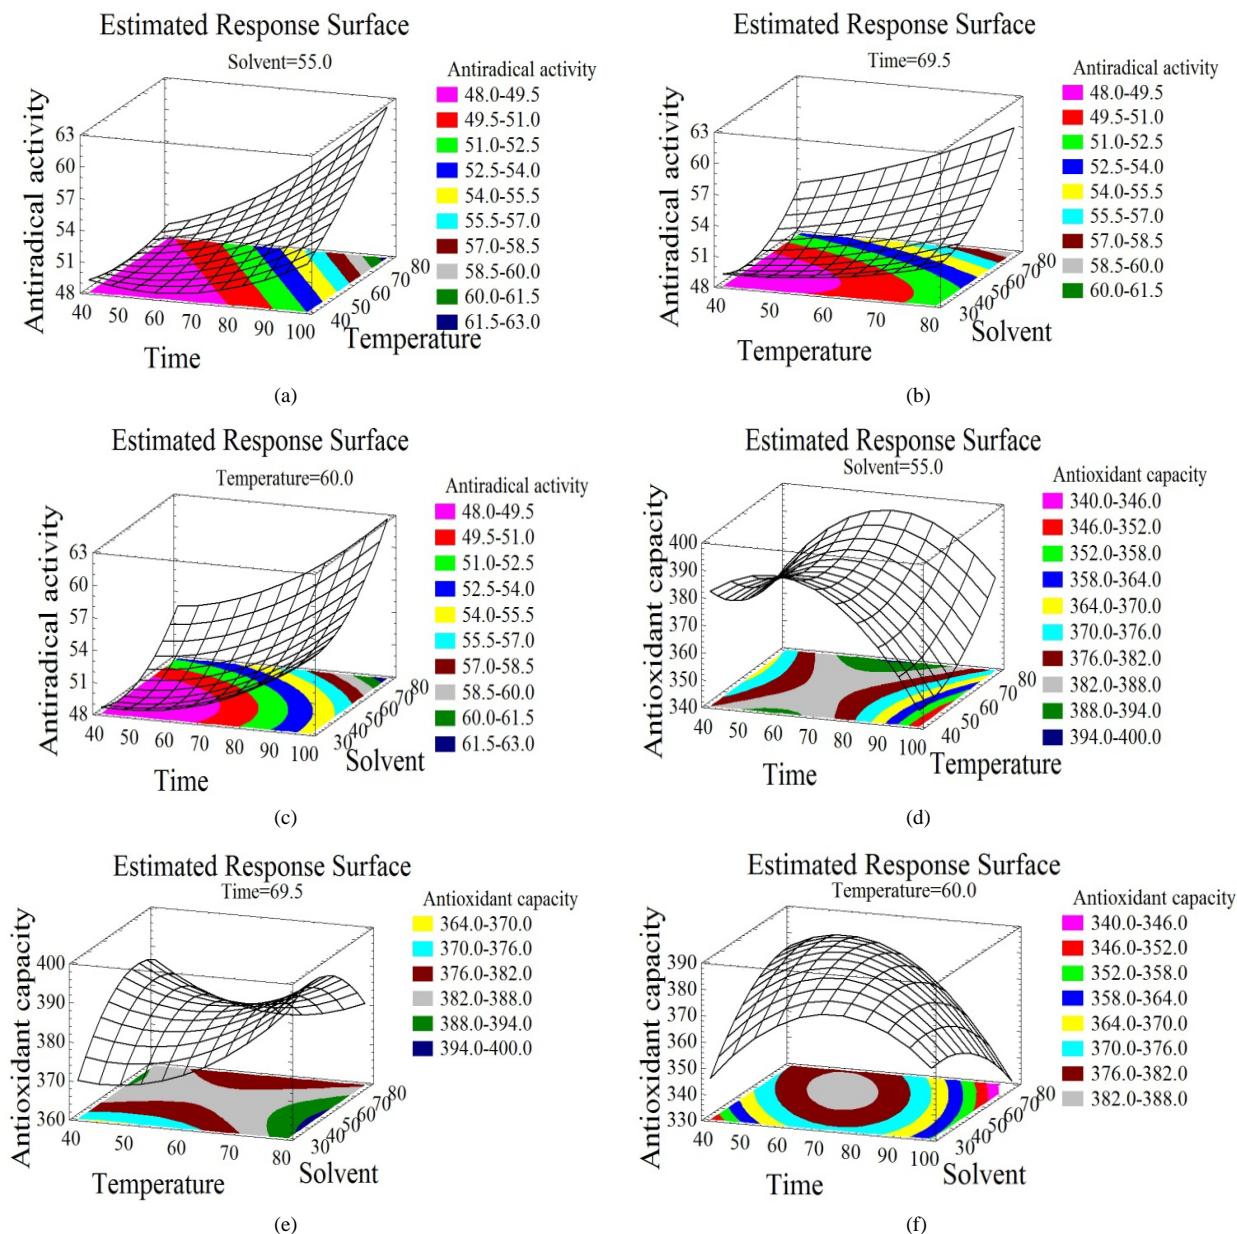 Estimated Response Surface
Solvent=55.0
Antiradical activity
48.0-49.5
49.5-51.0
51.0-52.5
52.5-54.0
54.0-55.5
55.5-57.0
57.0-58.5
58.5-60.0
60.0-61.5
61.5-63.0
Antiradical activity
63
60
57
54
51
48
40 50 60 70 80 90 100
Time
40 50 60 70 80
Temperature
(a)
Estimated Response Surface
Time=69.5
Antiradical activity
48.0-49.5
49.5-51.0
51.0-52.5
52.5-54.0
54.0-55.5
55.5-57.0
57.0-58.5
58.5-60.0
60.0-61.5
Antiradical activity
63
60
57
54
51
48
40 50 60 70 80
Temperature
30 40 50 60 70 80
Solvent
(b)
Estimated Response Surface
Temperature=60.0
Antiradical activity
48.0-49.5
49.5-51.0
51.0-52.5
52.5-54.0
54.0-55.5
55.5-57.0
57.0-58.5
58.5-60.0
60.0-61.5
61.5-63.0
Antiradical activity
63
60
57
54
51
48
40 50 60 70 80 90 100
Time
30 40 50 60 70 80
Solvent
(c)
Estimated Response Surface
Solvent=55.0
Antioxidant capacity
340.0-346.0
346.0-352.0
352.0-358.0
358.0-364.0
364.0-370.0
370.0-376.0
376.0-382.0
382.0-388.0
388.0-394.0
394.0-400.0
Antioxidant capacity
400
390
380
370
360
350
340
40 50 60 70 80 90 100
Time
40 50 60 70 80
Temperature
(d)
Estimated Response Surface
Time=69.5
Antioxidant capacity
364.0-370.0
370.0-376.0
376.0-382.0
382.0-388.0
388.0-394.0
394.0-400.0
Antioxidant capacity
400
390
380
370
360
40 50 60 70 80
Temperature
30 40 50 60 70 80
Solvent
(e)
Estimated Response Surface
Temperature=60.0
Antioxidant capacity
340.0-346.0
346.0-352.0
352.0-358.0
358.0-364.0
364.0-370.0
370.0-376.0
376.0-382.0
382.0-388.0
Antioxidant capacity
390
380
370
360
350
340
330
40 50 60 70 80 90 100
Time
30 40 50 60 70 80
Solvent
(f)